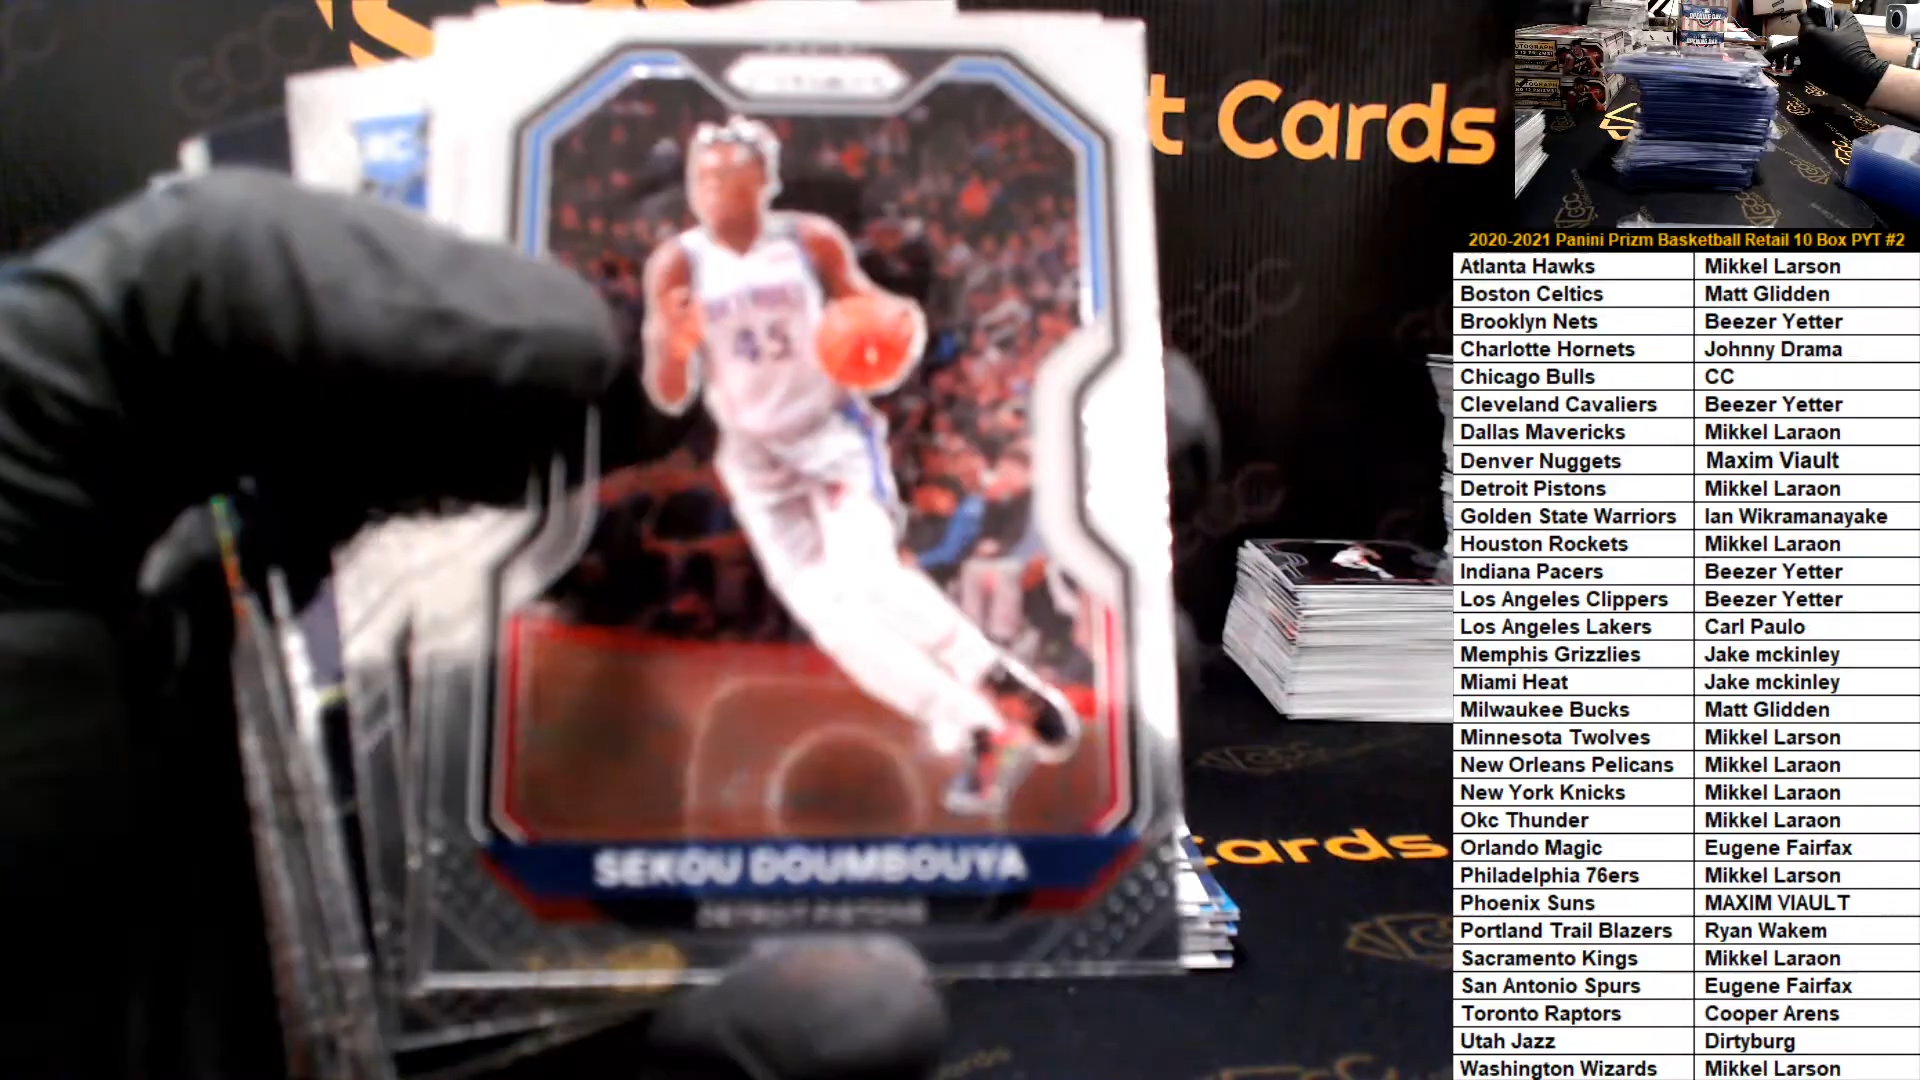 t Cards
RC
45
SEKOU DOUMBOUYA
DETROIT PISTONS
cards
OPENING DAY
2020-2021 Panini Prizm Basketball Retail 10 Box PYT #2
Atlanta Hawks Mikkel Larson
Boston Celtics Matt Glidden
Brooklyn Nets Beezer Yetter
Charlotte Hornets Johnny Drama
Chicago Bulls CC
Cleveland Cavaliers Beezer Yetter
Dallas Mavericks Mikkel Laraon
Denver Nuggets Maxim Viault
Detroit Pistons Mikkel Laraon
Golden State Warriors Ian Wikramanayake
Houston Rockets Mikkel Laraon
Indiana Pacers Beezer Yetter
Los Angeles Clippers Beezer Yetter
Los Angeles Lakers Carl Paulo
Memphis Grizzlies Jake mckinley
Miami Heat Jake mckinley
Milwaukee Bucks Matt Glidden
Minnesota Twolves Mikkel Larson
New Orleans Pelicans Mikkel Laraon
New York Knicks Mikkel Laraon
Okc Thunder Mikkel Laraon
Orlando Magic Eugene Fairfax
Philadelphia 76ers Mikkel Larson
Phoenix Suns MAXIM VIAULT
Portland Trail Blazers Ryan Wakem
Sacramento Kings Mikkel Laraon
San Antonio Spurs Eugene Fairfax
Toronto Raptors Cooper Arens
Utah Jazz Dirtyburg
Washington Wizards Mikkel Larson